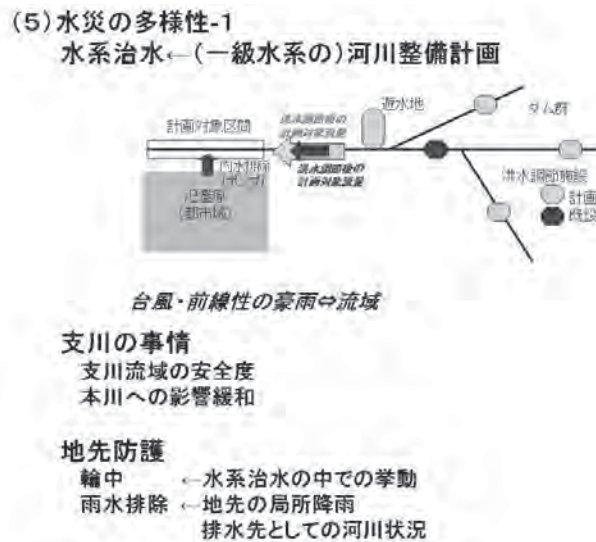 (5)水災の多様性-1
水系治水←(一級水系の)河川整備計画
遊水地
ダム群
計画対象区間
洪水調節後の
計画対象流量
洪水調節後の
計画対象流量
内水排除
(ポンプ)
氾濫原
(都市域)
洪水調節施設
計画
既設
台風・前線性の豪雨⇔流域
支川の事情
支川流域の安全度
本川への影響緩和
地先防護
輪中 ←水系治水の中での挙動
雨水排除 ←地先の局所降雨
排水先としての河川状況